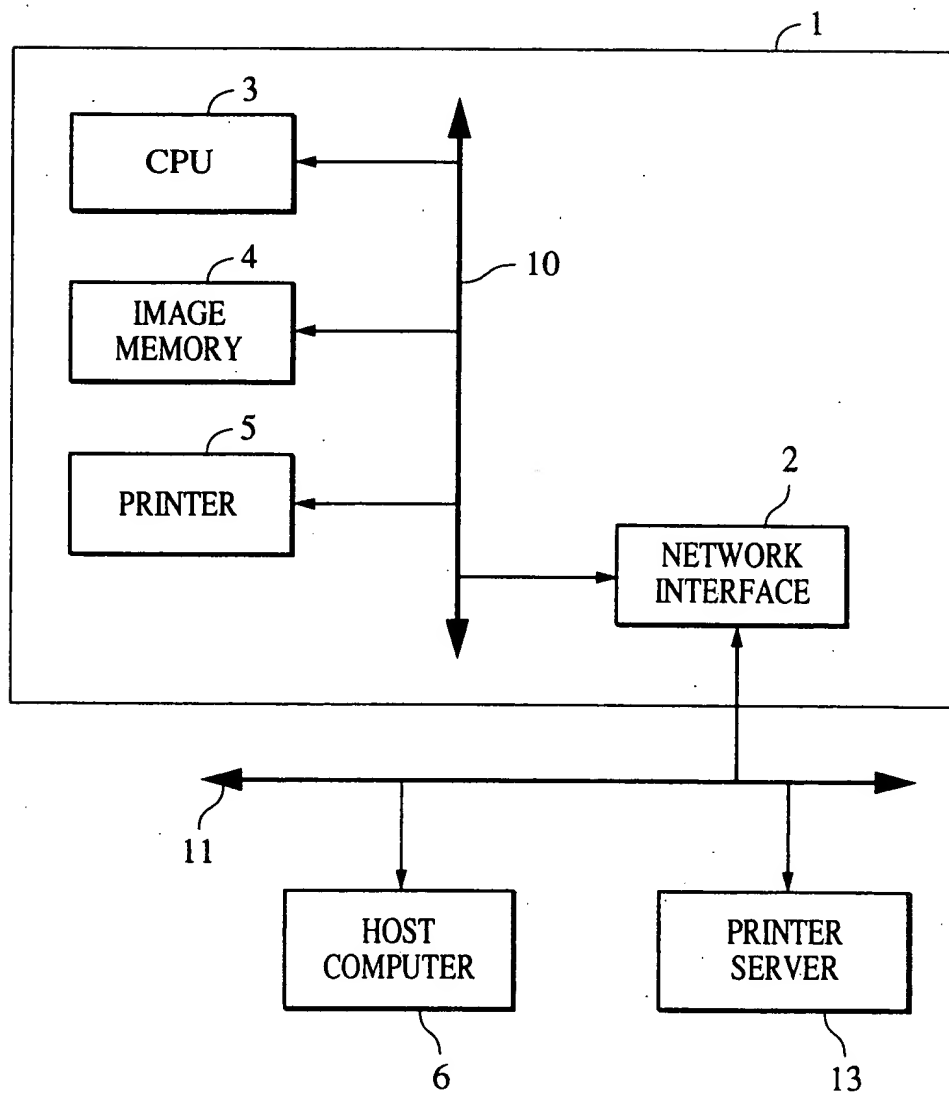 1
3
CPU
4
IMAGE
MEMORY
10
5
PRINTER
2
NETWORK
INTERFACE
11
HOST
COMPUTER
6
PRINTER
SERVER
13